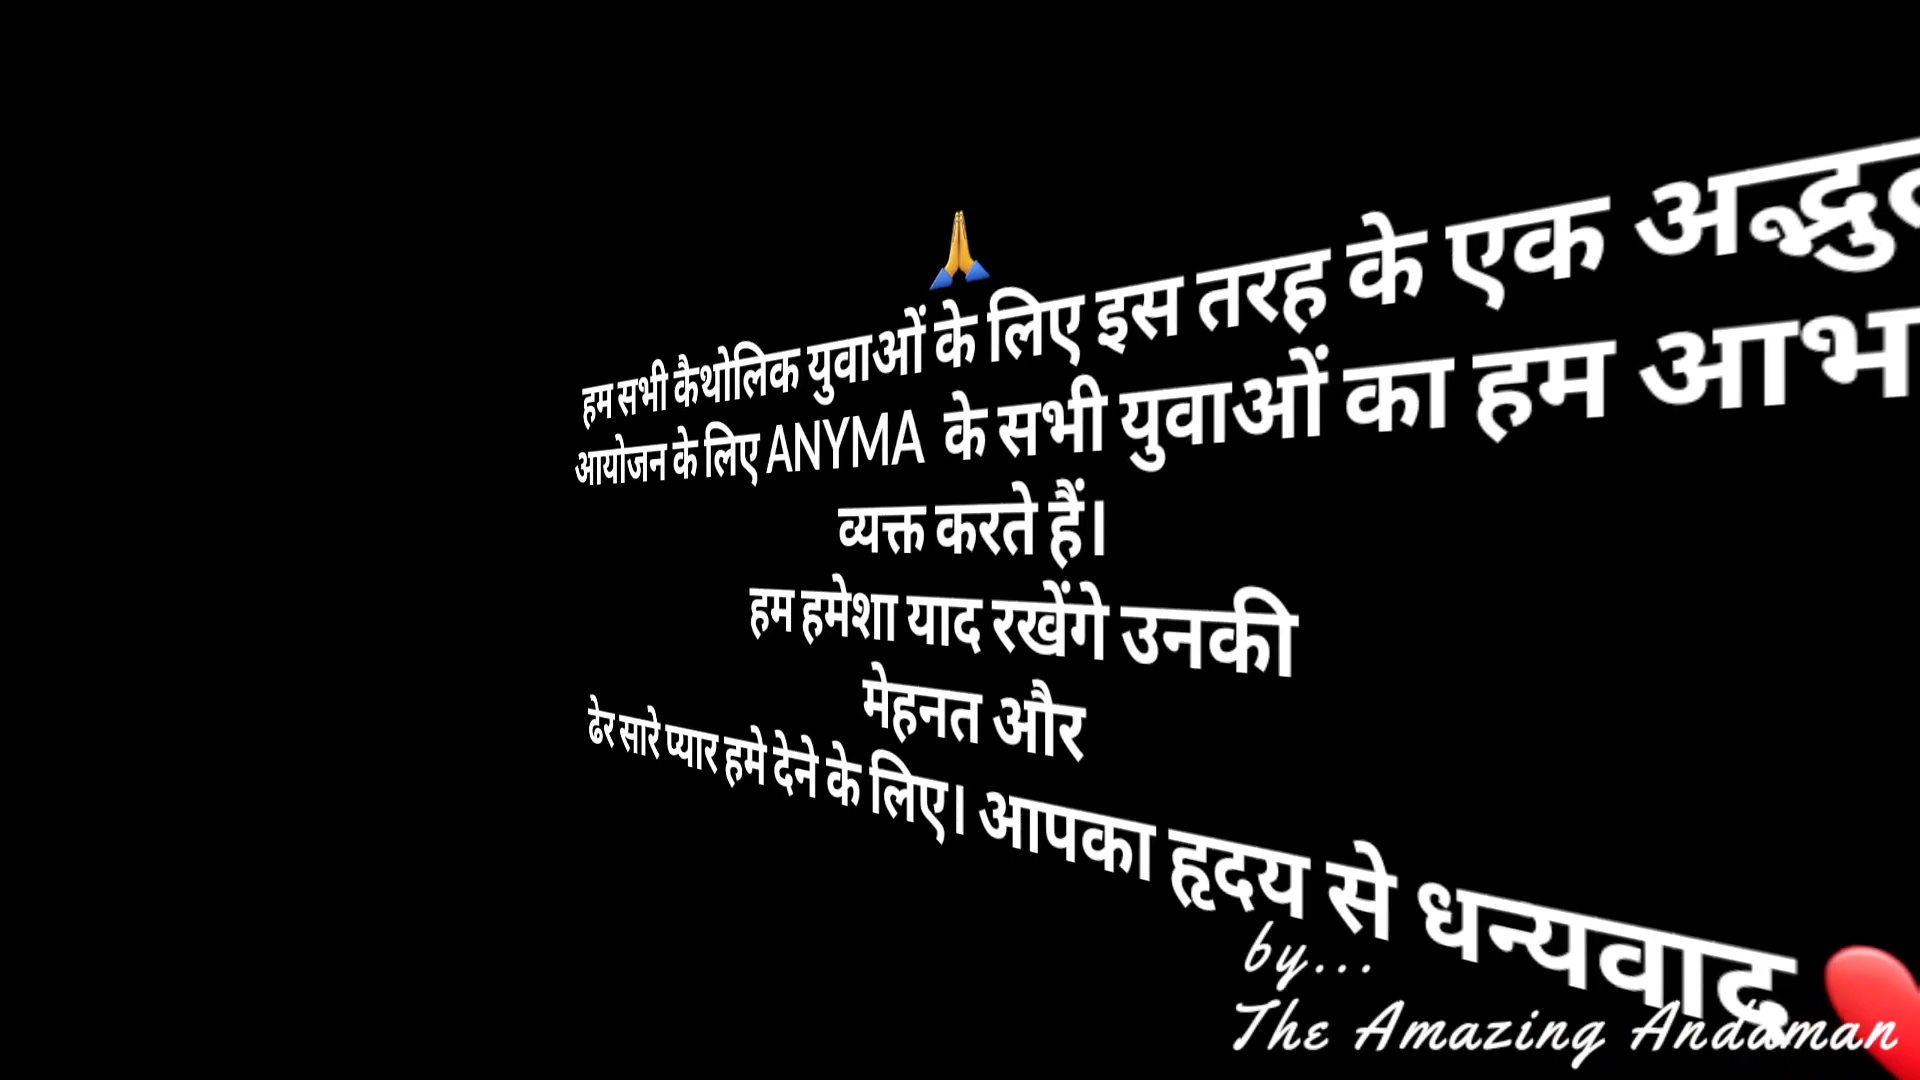 🙏
हम सभी कैथोलिक युवाओं के लिए इस तरह के एक
आयोजन के लिए ANYMA के सभी युवाओं का हम
व्यक्त करते हैं।
हम हमेशा याद रखेंगे उनकी
मेहनत और
ढेर सारे प्यार हमे देने के लिए। आपका हृदय से धन्यवाद ❤
by...
The Amazing Andaman